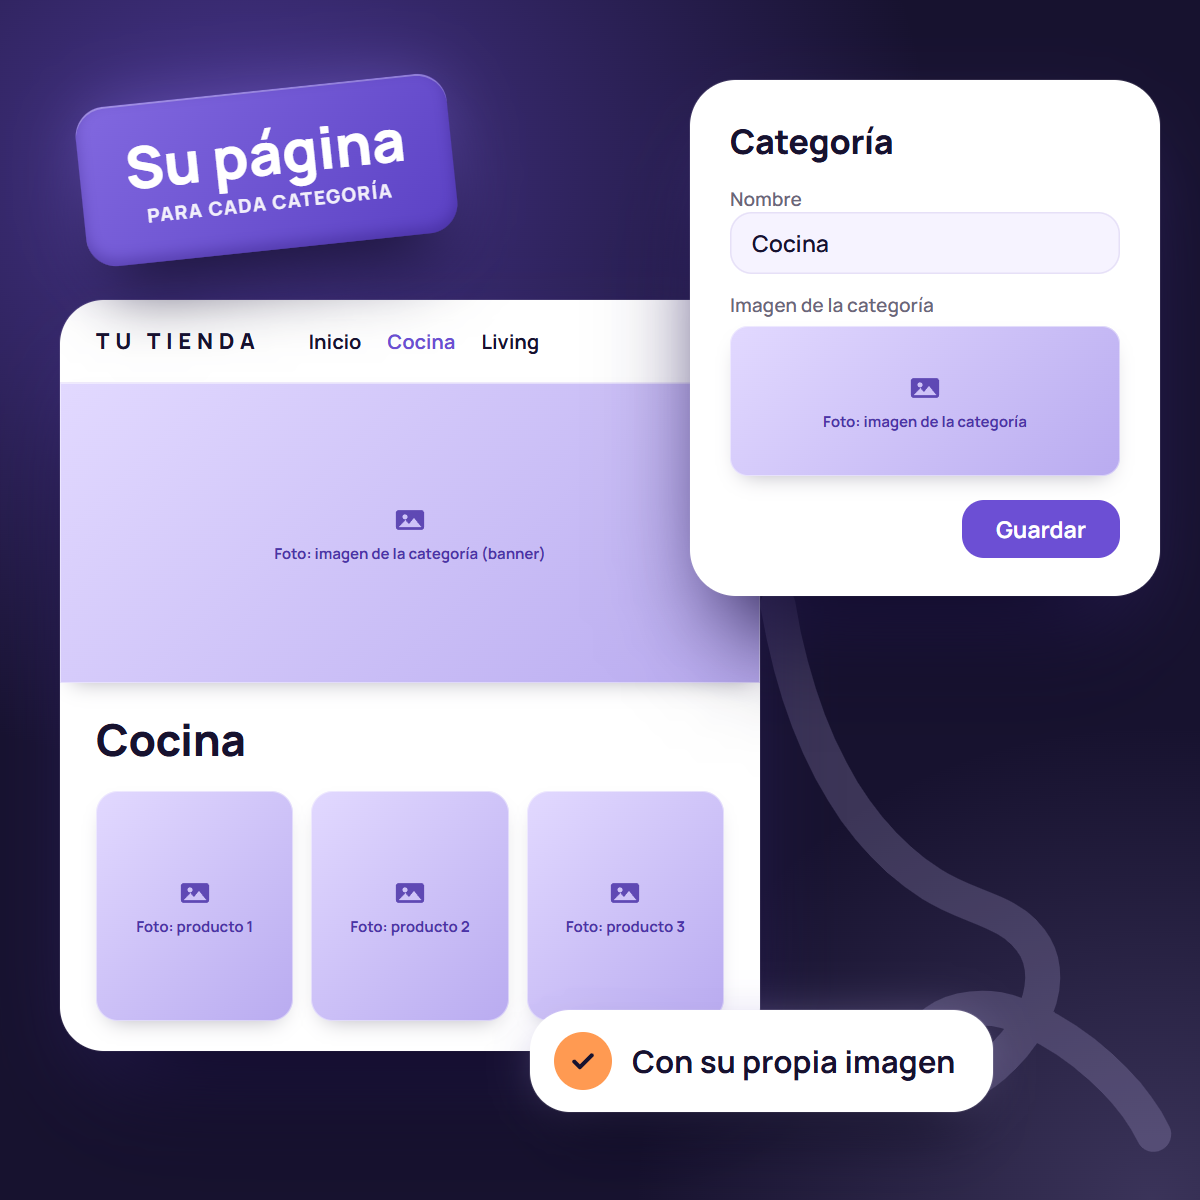 Su página
PARA CADA CATEGORÍA
Categoría
Nombre
Cocina
Imagen de la categoría
Foto: imagen de la categoría
Guardar
TU TIENDA
Inicio
Cocina
Living
Foto: imagen de la categoría (banner)
Cocina
Foto: producto 1
Foto: producto 2
Foto: producto 3
Con su propia imagen